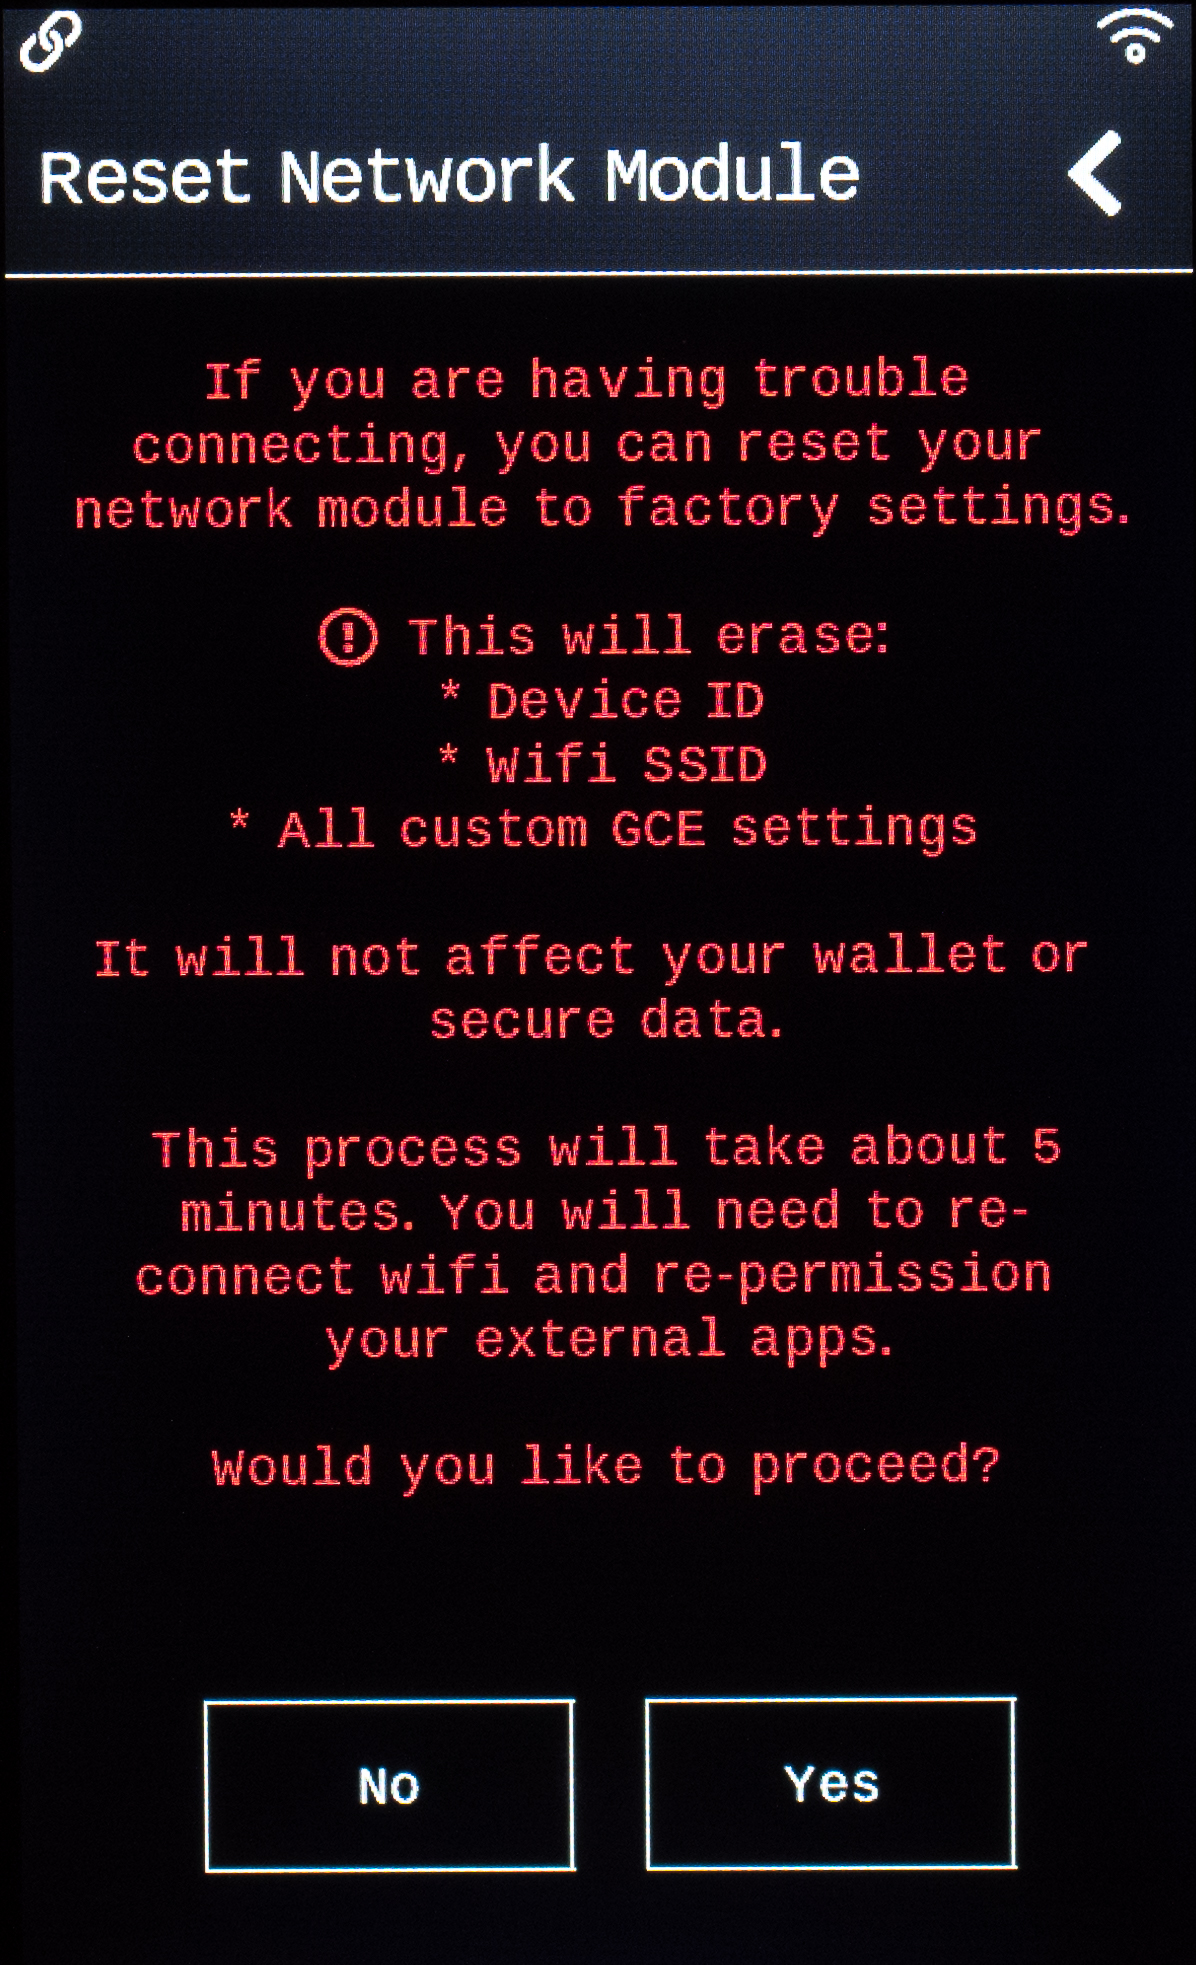 Reset Network Module
If you are having trouble
connecting, you can reset your
network module to factory settings.
This will erase:
* Device ID
* Wifi SSID
* All custom GCE settings
It will not affect your wallet or
secure data.
This process will take about 5
minutes. You will need to re-
connect wifi and re-permission
your external apps.
Would you like to proceed?
No
Yes